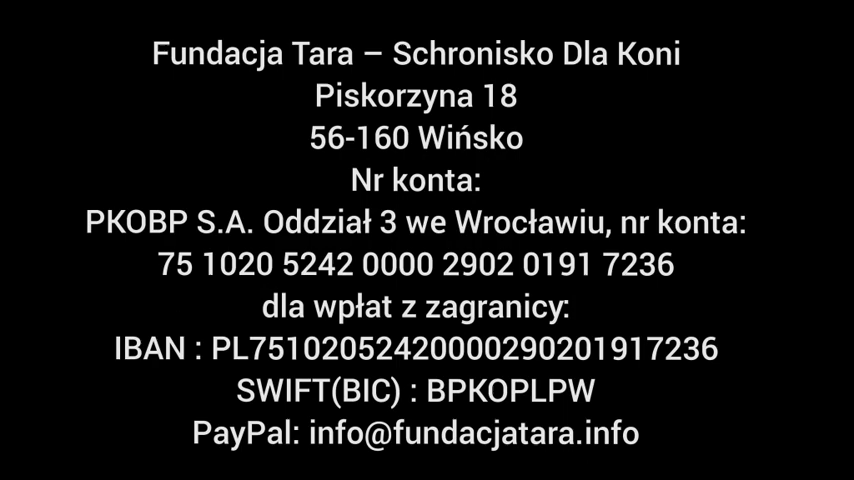 Fundacja Tara – Schronisko Dla Koni
Piskorzyna 18
56-160 Wińsko
Nr konta:
PKOBP S.A. Oddział 3 we Wrocławiu, nr konta:
75 1020 5242 0000 2902 0191 7236
dla wpłat z zagranicy:
IBAN : PL75102052420000290201917236
SWIFT(BIC) : BPKOPLPW
PayPal: info@fundacjatara.info